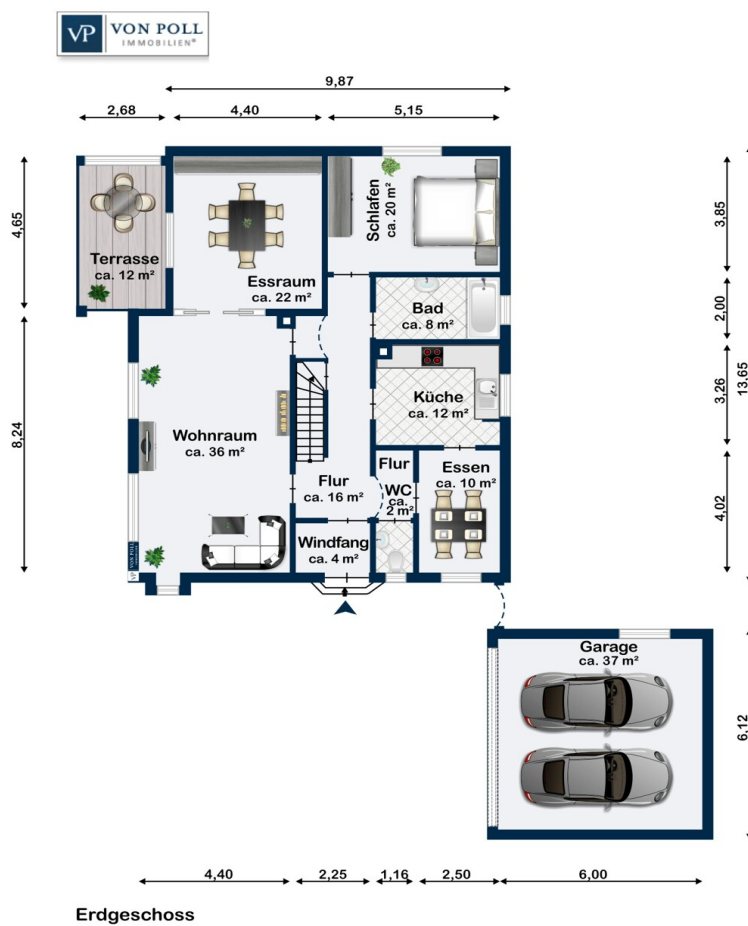 VP VON POLL
IMMOBILIEN®
9,87
2,68
4,40
5,15
4,65
8,24
Terrasse
ca. 12 m²
Essraum
ca. 22 m²
Schlafen
ca. 20 m²
Bad
ca. 8 m²
Küche
ca. 12 m²
Wohnraum
ca. 36 m²
Flur
ca. 16 m²
Flur
WC
ca.
2 m²
Essen
ca. 10 m²
Windfang
ca. 4 m²
VP VON POLL
IMMOBILIEN
3,85
2,00
3,26
4,02
13,65
Garage
ca. 37 m²
6,12
4,40
2,25
1,16
2,50
6,00
Erdgeschoss